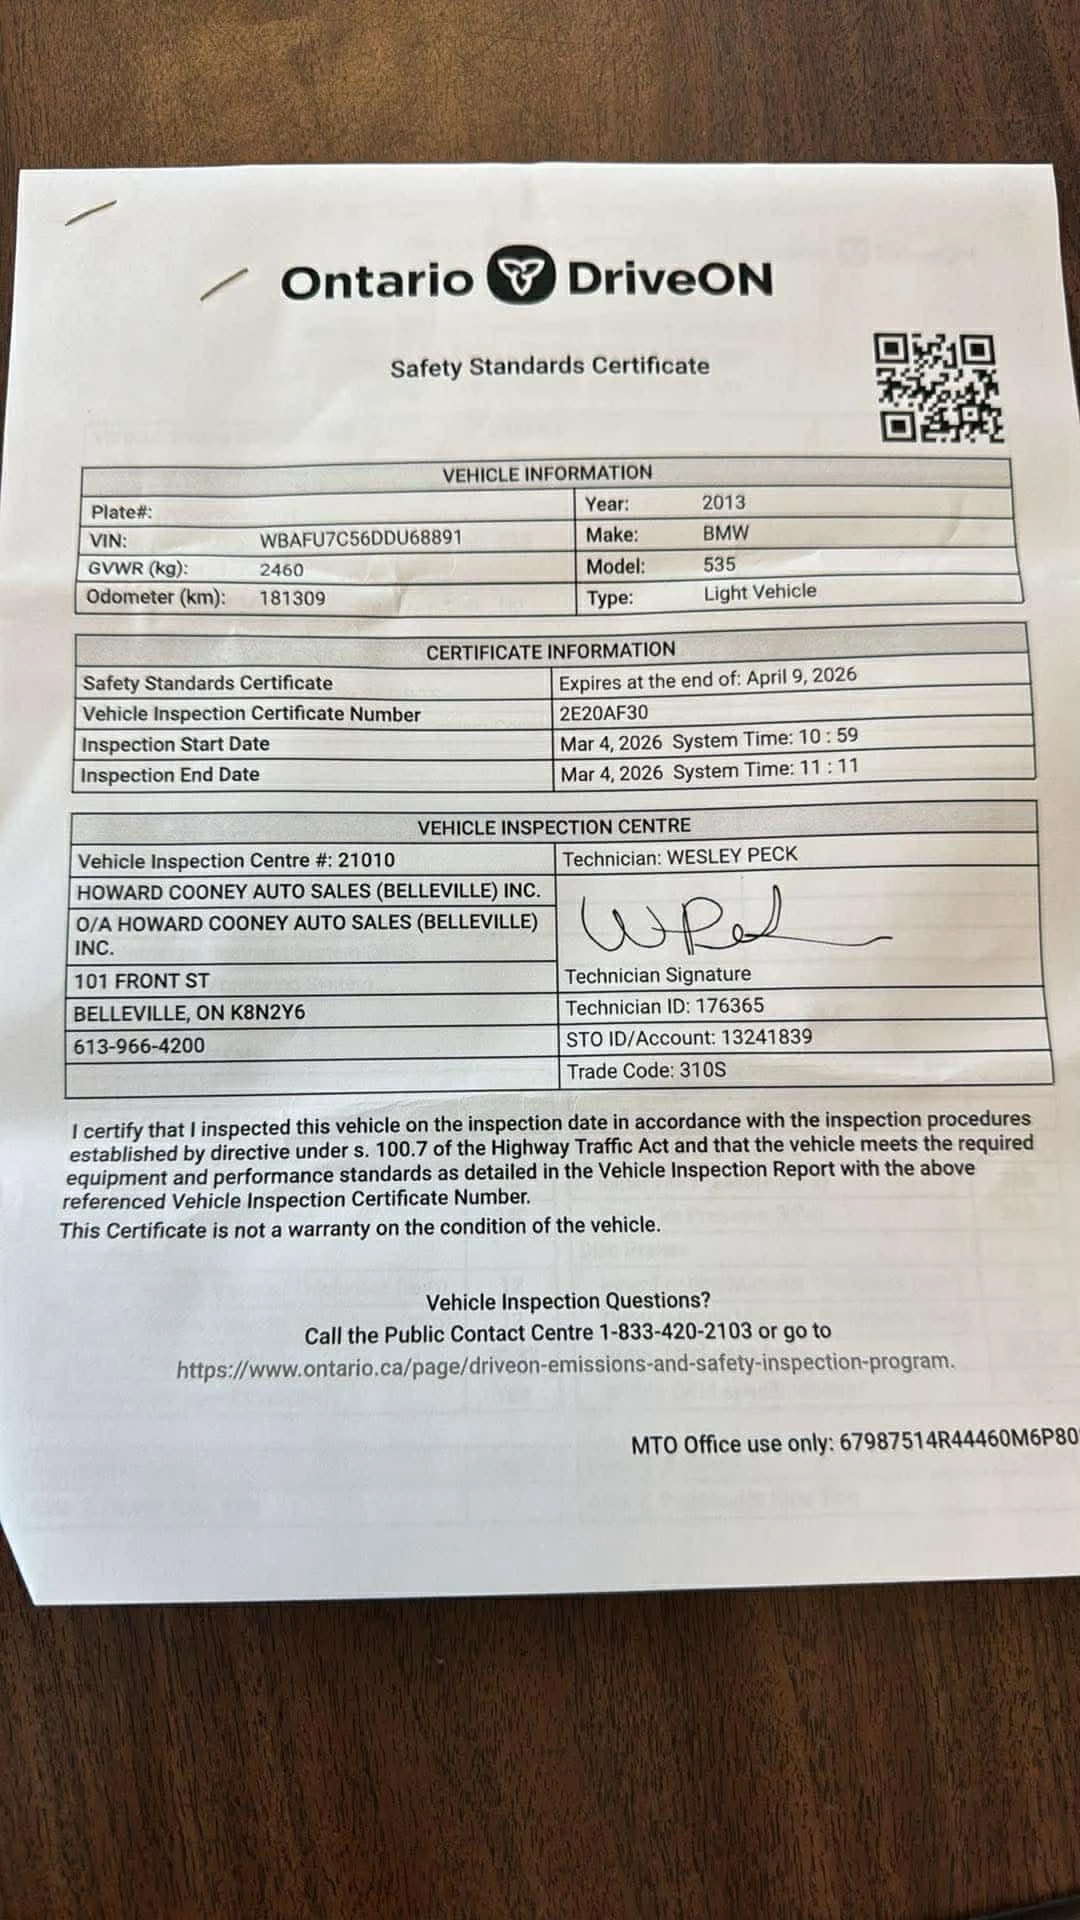 Ontario DriveON
Safety Standards Certificate
VEHICLE INFORMATION
Plate#:
Year: 2013
VIN: WBAFU7C56DDU68891
Make: BMW
GVWR (kg): 2460
Model: 535
Odometer (km): 181309
Type: Light Vehicle
CERTIFICATE INFORMATION
Safety Standards Certificate Expires at the end of: April 9, 2026
Vehicle Inspection Certificate Number 2E20AF30
Inspection Start Date Mar 4, 2026 System Time: 10 : 59
Inspection End Date Mar 4, 2026 System Time: 11 : 11
VEHICLE INSPECTION CENTRE
Vehicle Inspection Centre #: 21010
HOWARD COONEY AUTO SALES (BELLEVILLE) INC.
O/A HOWARD COONEY AUTO SALES (BELLEVILLE)
INC.
101 FRONT ST
BELLEVILLE, ON K8N2Y6
613-966-4200
Technician: WESLEY PECK
Technician Signature
Technician ID: 176365
STO ID/Account: 13241839
Trade Code: 310S
I certify that I inspected this vehicle on the inspection date in accordance with the inspection procedures
established by directive under s. 100.7 of the Highway Traffic Act and that the vehicle meets the required
equipment and performance standards as detailed in the Vehicle Inspection Report with the above
referenced Vehicle Inspection Certificate Number.
This Certificate is not a warranty on the condition of the vehicle.
Vehicle Inspection Questions?
Call the Public Contact Centre 1-833-420-2103 or go to
https://www.ontario.ca/page/driveon-emissions-and-safety-inspection-program.
MTO Office use only: 67987514R44460M6P80